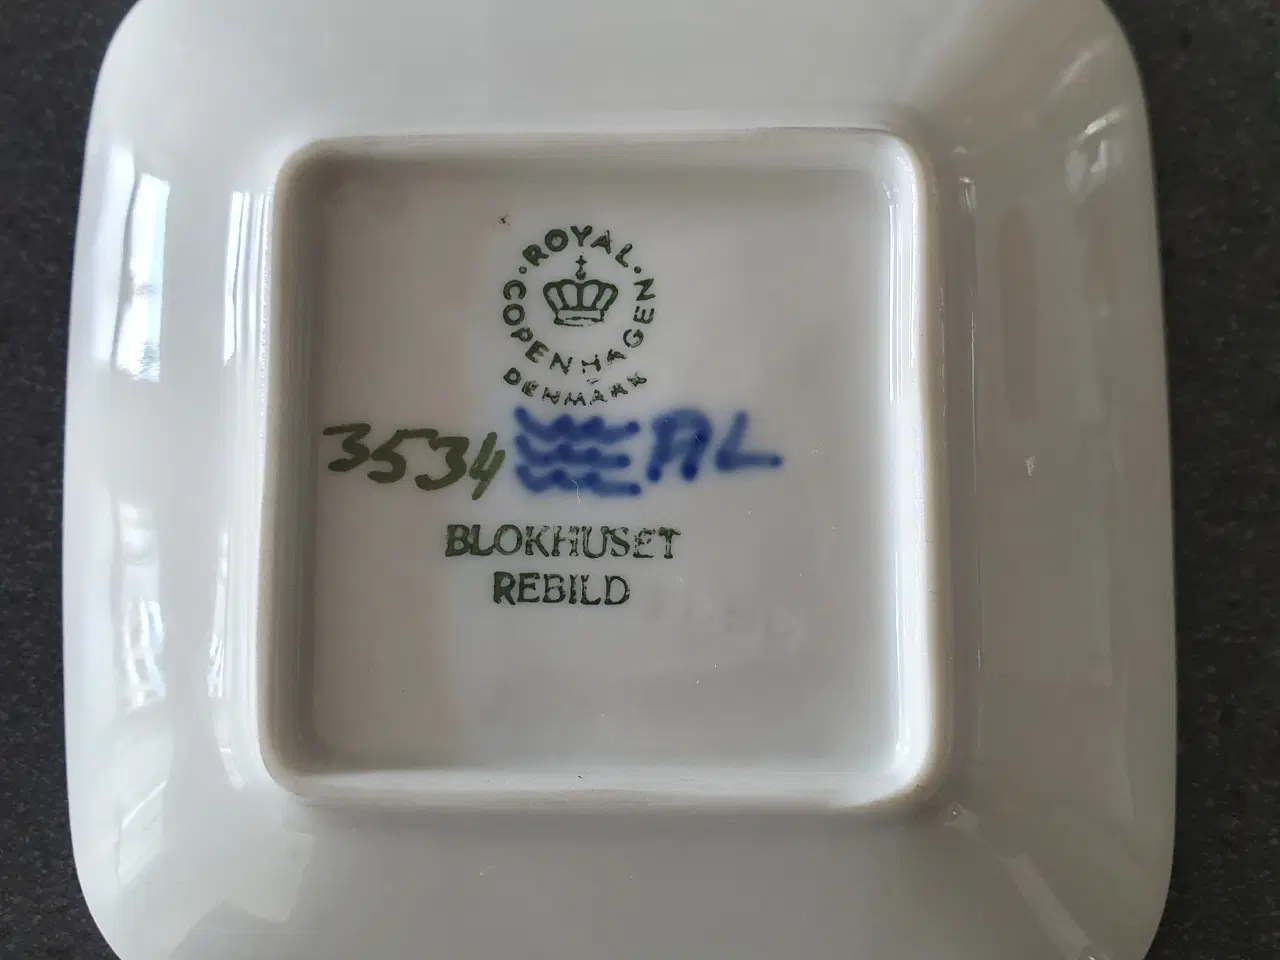 ROYAL
COPENHAGEN
DENMARK
3534 AL
BLOKHUSET
REBILD